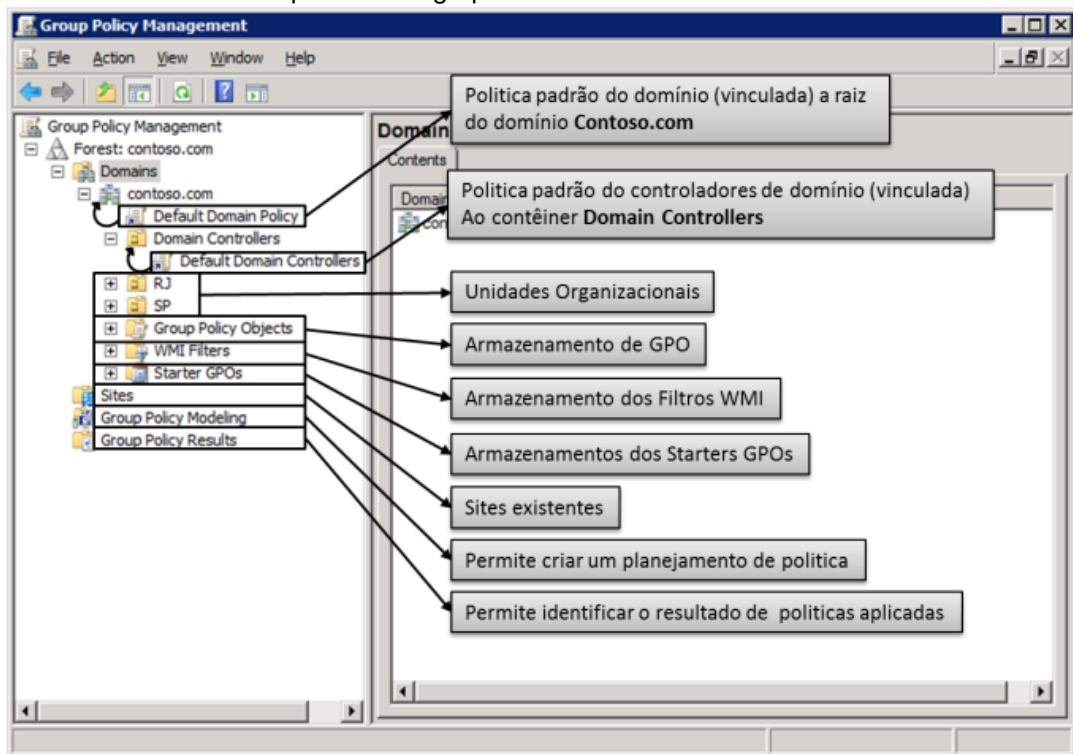 Group Policy Management
File Action View Window Help
Group Policy Management
Forest: contoso.com
Domains
contoso.com
Default Domain Policy
Domain Controllers
Default Domain Controllers
RJ
SP
Group Policy Objects
WMI Filters
Starter GPOs
Sites
Group Policy Modeling
Group Policy Results
Domain
Contents
Domain
con
Politica padrão do domínio (vinculada) a raiz
do domínio Contoso.com
Politica padrão do controladores de domínio (vinculada)
Ao contêiner Domain Controllers
Unidades Organizacionais
Armazenamento de GPO
Armazenamento dos Filtros WMI
Armazenamentos dos Starters GPOs
Sites existentes
Permite criar um planejamento de politica
Permite identificar o resultado de politicas aplicadas